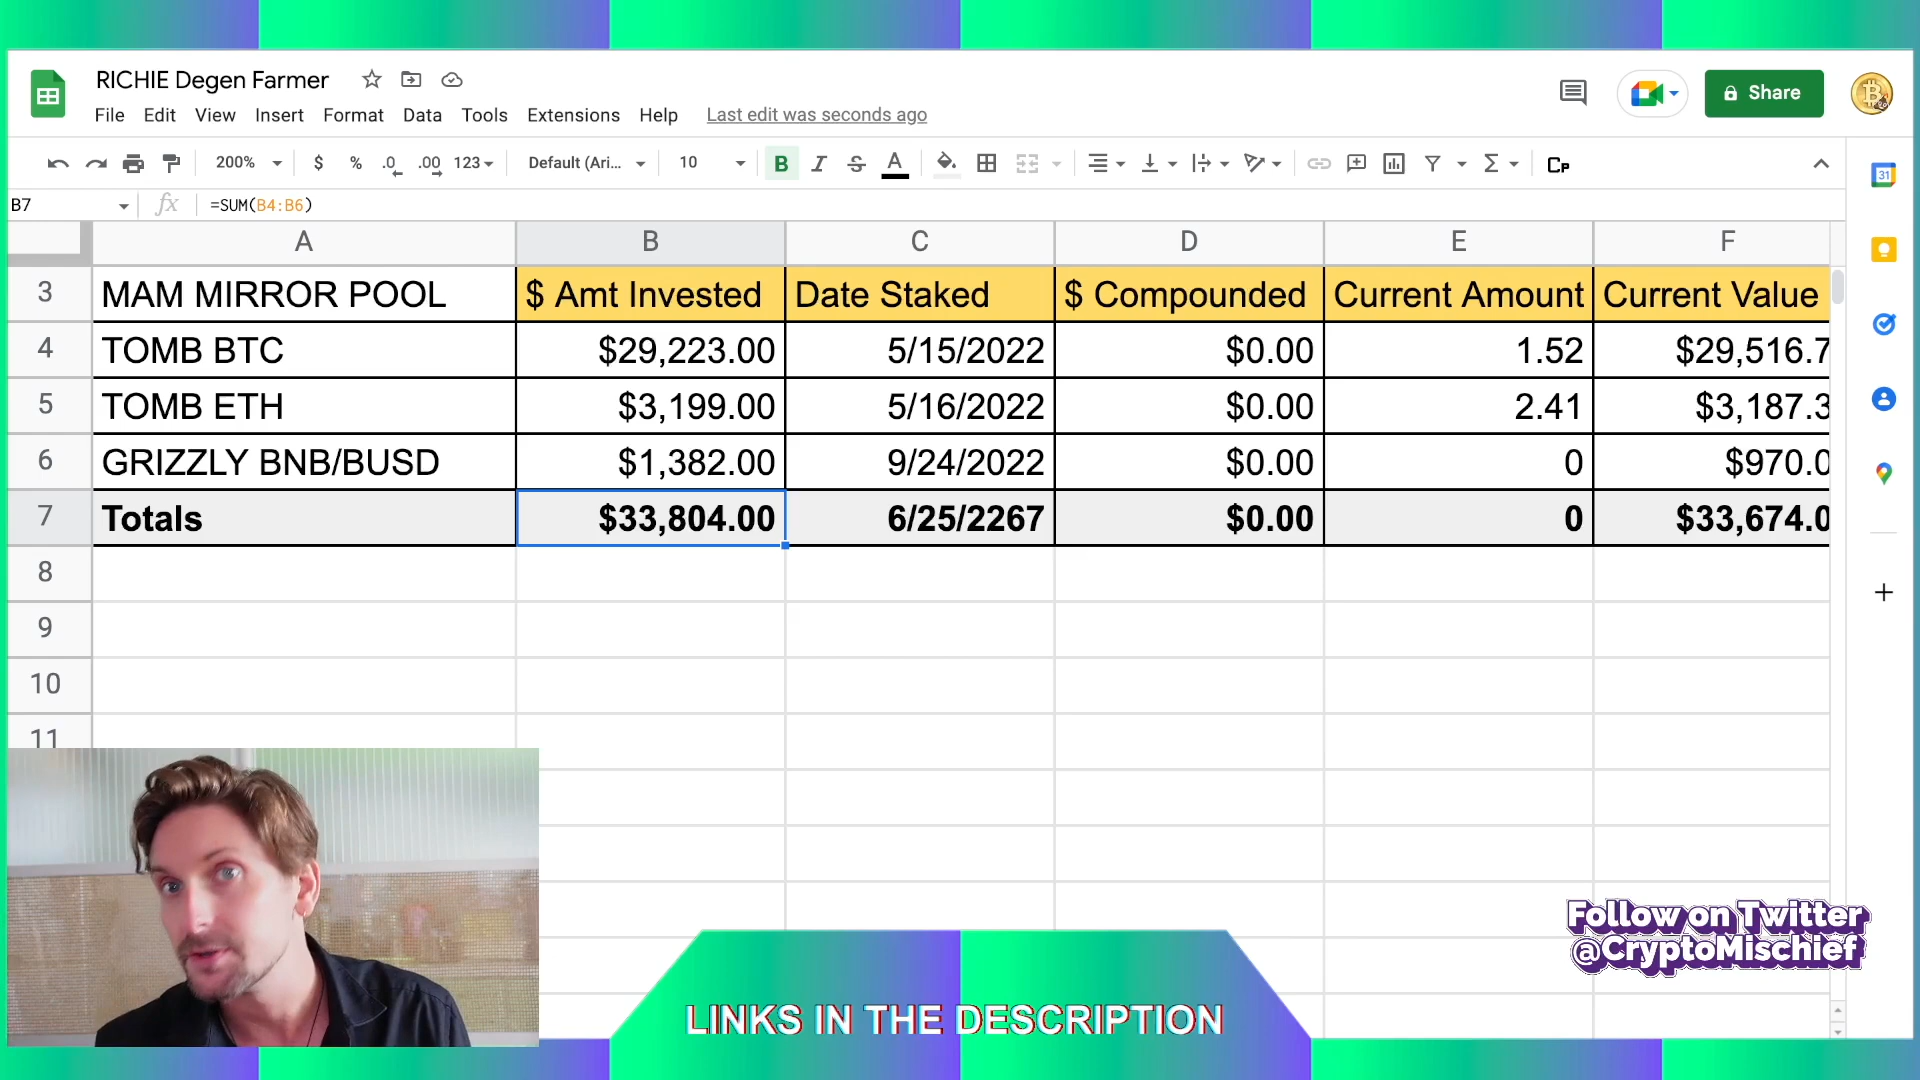 RICHIE Degen Farmer
File Edit View Insert Format Data Tools Extensions Help Last edit was seconds ago
Share
200% $ % .0 .00 123 Default (Ari... 10 B I S A
B7 fx =SUM(B4:B6)
A B C D E F
3 MAM MIRROR POOL $ Amt Invested Date Staked $ Compounded Current Amount Current Value
4 TOMB BTC $29,223.00 5/15/2022 $0.00 1.52 $29,516.7
5 TOMB ETH $3,199.00 5/16/2022 $0.00 2.41 $3,187.3
6 GRIZZLY BNB/BUSD $1,382.00 9/24/2022 $0.00 0 $970.0
7 Totals $33,804.00 6/25/2267 $0.00 0 $33,674.0
8
9
10
11
31
Follow on Twitter
@CryptoMischief
LINKS IN THE DESCRIPTION